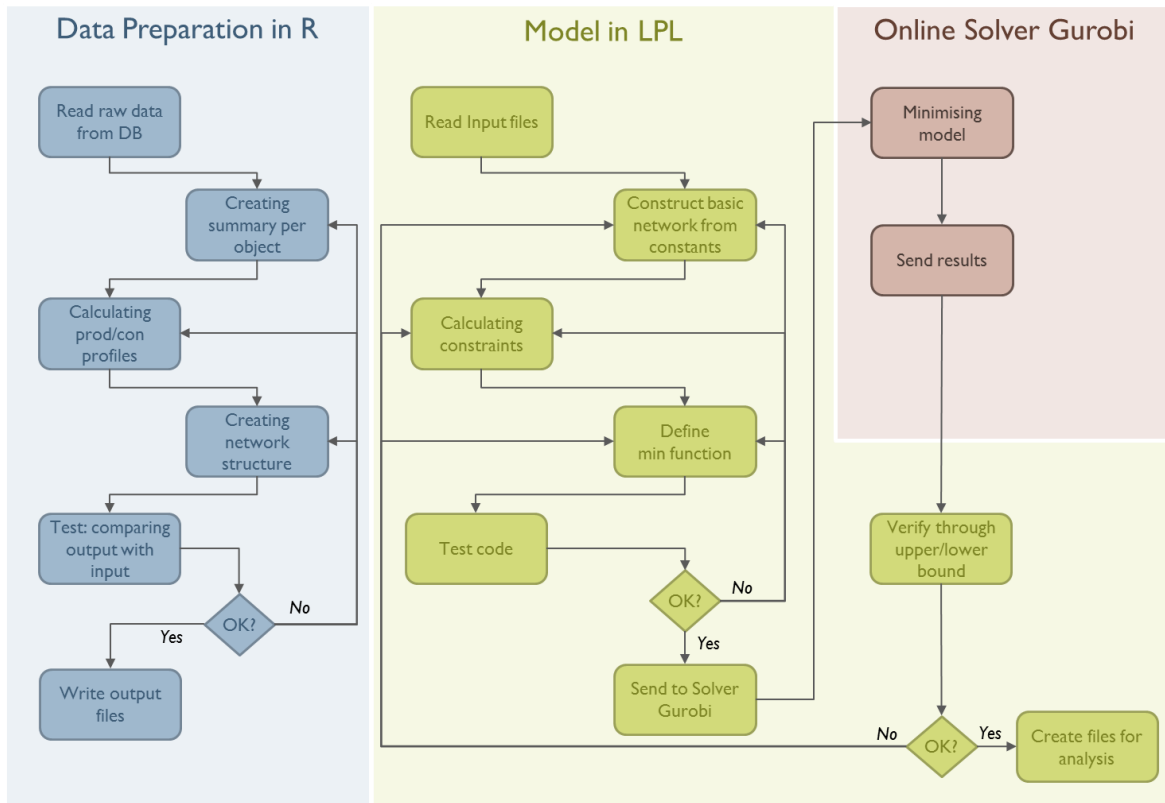 Data Preparation in R
Read raw data
from DB
Creating
summary per
object
Calculating
prod/con
profiles
Creating
network
structure
Test: comparing
output with
input
OK?
No
Yes
Write output
files
Model in LPL
Read Input files
Construct basic
network from
constants
Calculating
constraints
Define
min function
Test code
OK?
No
Yes
Send to Solver
Gurobi
Online Solver Gurobi
Minimising
model
Send results
Verify through
upper/lower
bound
No
OK?
Yes
Create files for
analysis